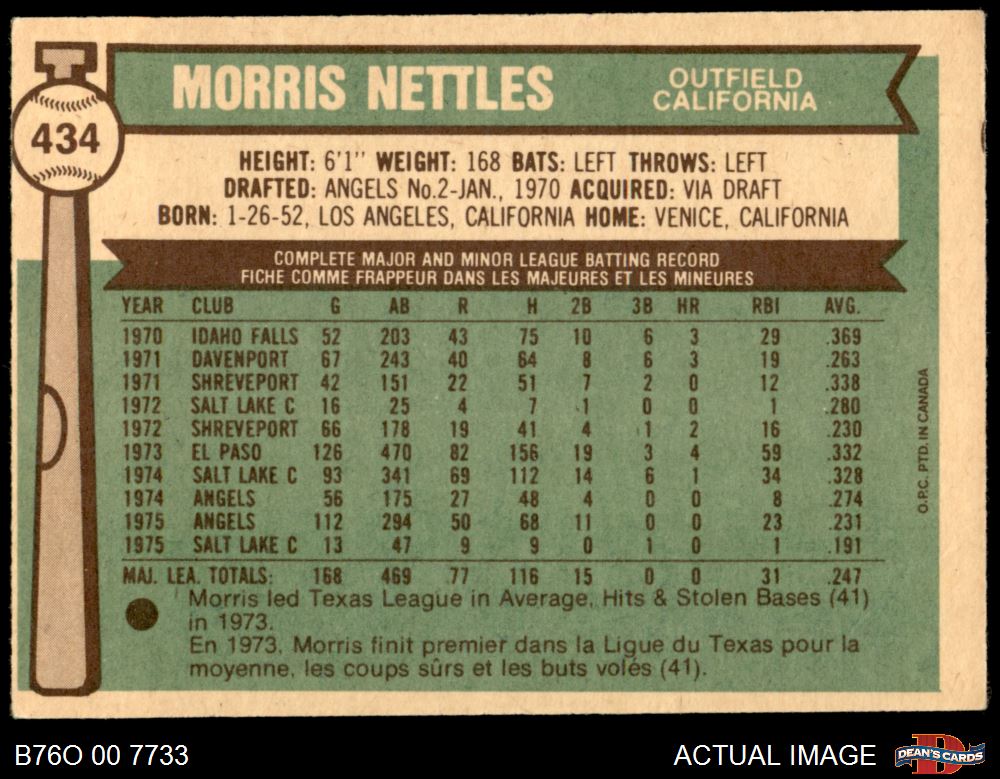 434
MORRIS NETTLES
OUTFIELD
CALIFORNIA
HEIGHT: 6'1" WEIGHT: 168 BATS: LEFT THROWS: LEFT
DRAFTED: ANGELS No.2-JAN., 1970 ACQUIRED: VIA DRAFT
BORN: 1-26-52, LOS ANGELES, CALIFORNIA HOME: VENICE, CALIFORNIA
COMPLETE MAJOR AND MINOR LEAGUE BATTING RECORD
FICHE COMME FRAPPEUR DANS LES MAJEURES ET LES MINEURES
YEAR CLUB G AB R H 2B 3B HR RBI AVG.
1970 IDAHO FALLS 52 203 43 75 10 6 3 29 .369
1971 DAVENPORT 67 243 40 64 8 6 3 19 .263
1971 SHREVEPORT 42 151 22 51 7 2 0 12 .338
1972 SALT LAKE C 16 25 4 7 1 0 0 1 .280
1972 SHREVEPORT 66 178 19 41 4 1 2 16 .230
1973 EL PASO 126 470 82 156 19 3 4 59 .332
1974 SALT LAKE C 93 341 69 112 14 6 1 34 .328
1974 ANGELS 56 175 27 48 4 0 0 8 .274
1975 ANGELS 112 294 50 68 11 0 0 23 .231
1975 SALT LAKE C 13 47 9 9 0 1 0 1 .191
MAJ. LEA. TOTALS: 168 469 77 116 15 0 0 31 .247
Morris led Texas League in Average, Hits & Stolen Bases (41)
in 1973.
En 1973, Morris finit premier dans la Ligue du Texas pour la
moyenne, les coups sûrs et les buts volés (41).
O.P.C. PTD. IN CANADA
B76O 00 7733
ACTUAL IMAGE
DEAN'S CARDS